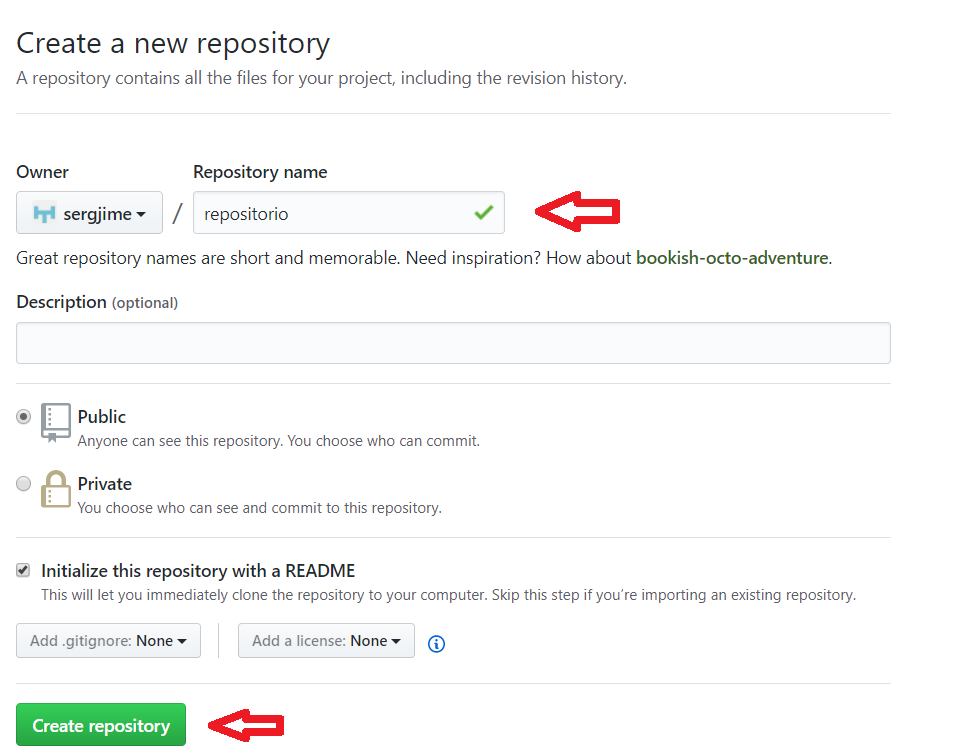 Create a new repository
A repository contains all the files for your project, including the revision history.
Owner Repository name
sergjime / repositorio
Great repository names are short and memorable. Need inspiration? How about bookish-octo-adventure.
Description (optional)
Public
Anyone can see this repository. You choose who can commit.
Private
You choose who can see and commit to this repository.
Initialize this repository with a README
This will let you immediately clone the repository to your computer. Skip this step if you’re importing an existing repository.
Add .gitignore: None Add a license: None
Create repository